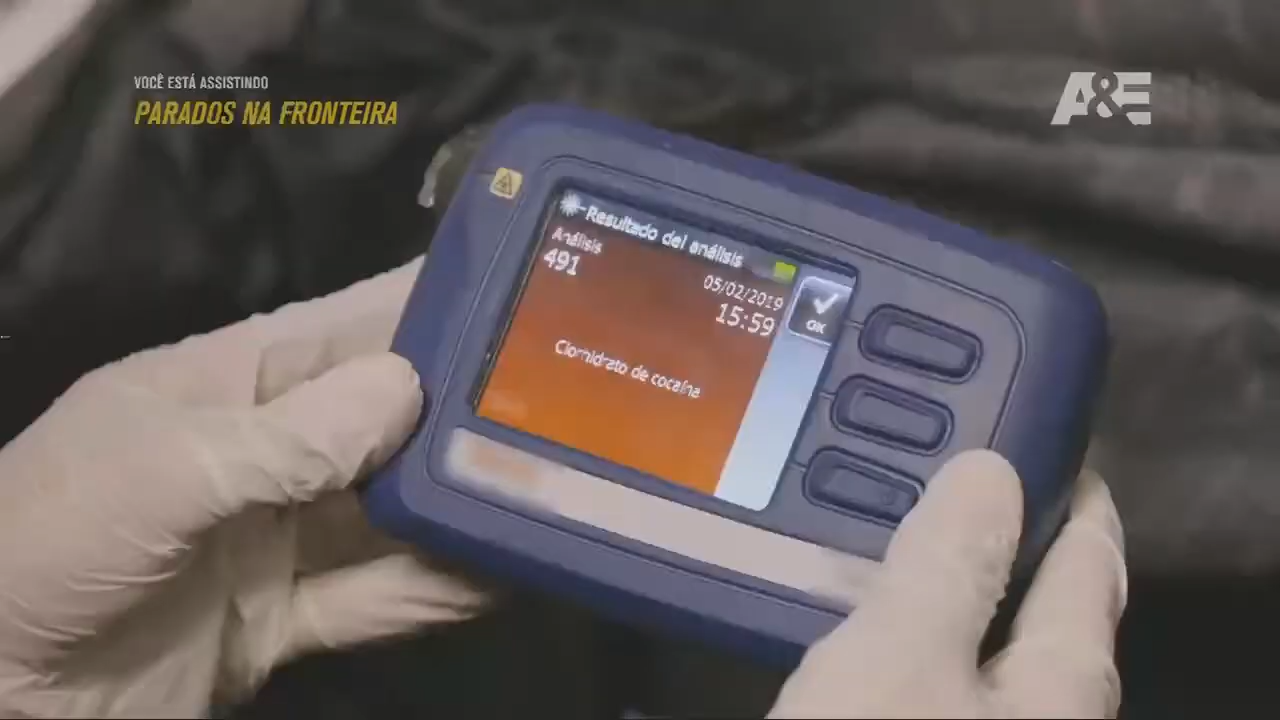 VOCÊ ESTÁ ASSISTINDO
PARADOS NA FRONTEIRA
A&E
Resultado del análisis
Análisis
491
05/02/2019
15:59
OK
Clorhidrato de cocaína